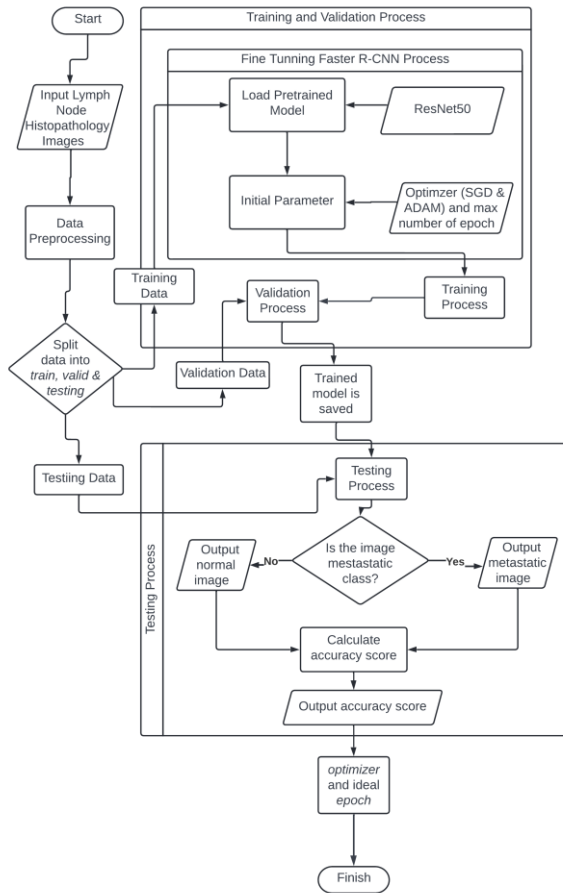 Start
Training and Validation Process
Fine Tunning Faster R-CNN Process
Input Lymph
Node
Histopathology
Images
Load Pretrained
Model
ResNet50
Data
Preprocessing
Initial Parameter
Optimzer (SGD &
ADAM) and max
number of epoch
Training
Data
Validation
Process
Training
Process
Split
data into
train, valid &
testing
Validation Data
Trained
model is
saved
Testiing Data
Testing Process
Testing
Process
Is the image
mestastatic
class?
No
Yes
Output
normal
image
Output
metastatic
image
Calculate
accuracy score
Output accuracy score
optimizer
and ideal
epoch
Finish